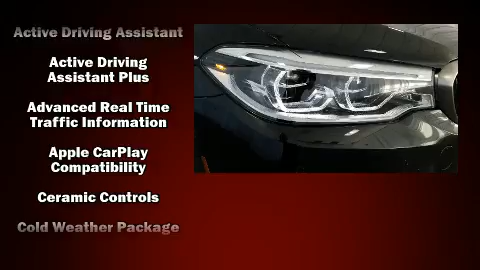 Active Driving Assistant
Active Driving
Assistant Plus
Advanced Real Time
Traffic Information
Apple CarPlay
Compatibility
Ceramic Controls
Cold Weather Package